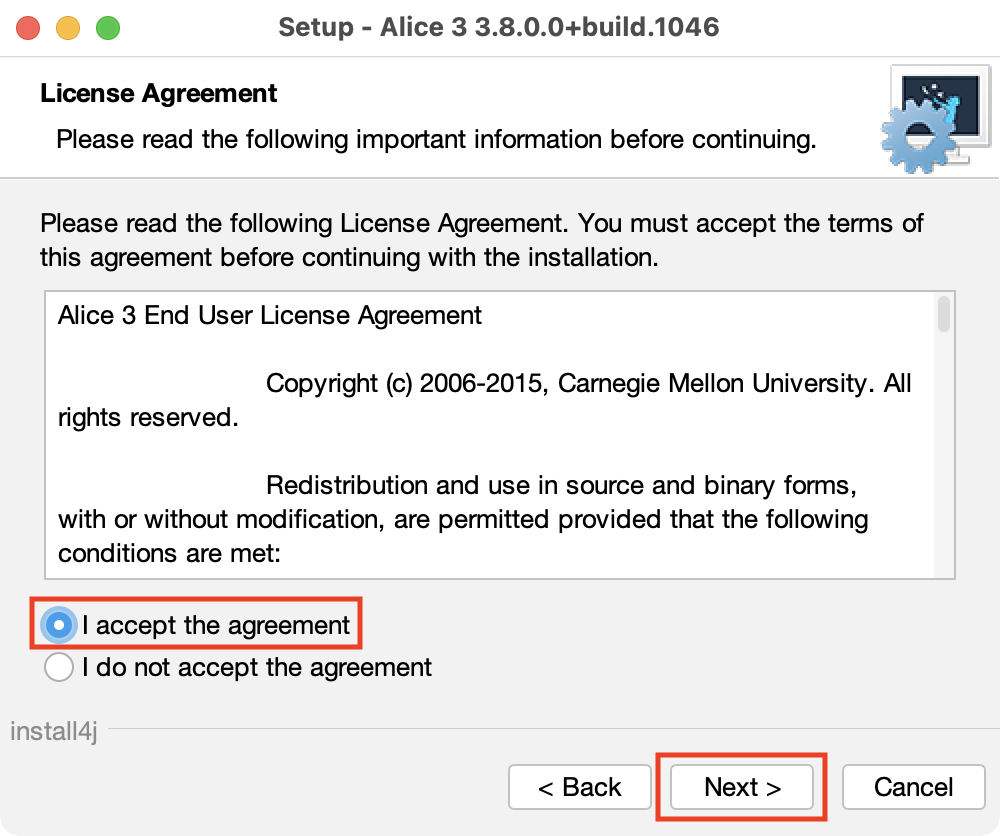 Setup - Alice 3 3.8.0.0+build.1046
License Agreement
Please read the following important information before continuing.
Please read the following License Agreement. You must accept the terms of
this agreement before continuing with the installation.
Alice 3 End User License Agreement
Copyright (c) 2006-2015, Carnegie Mellon University. All
rights reserved.
Redistribution and use in source and binary forms,
with or without modification, are permitted provided that the following
conditions are met:
I accept the agreement
I do not accept the agreement
install4j
< Back
Next >
Cancel